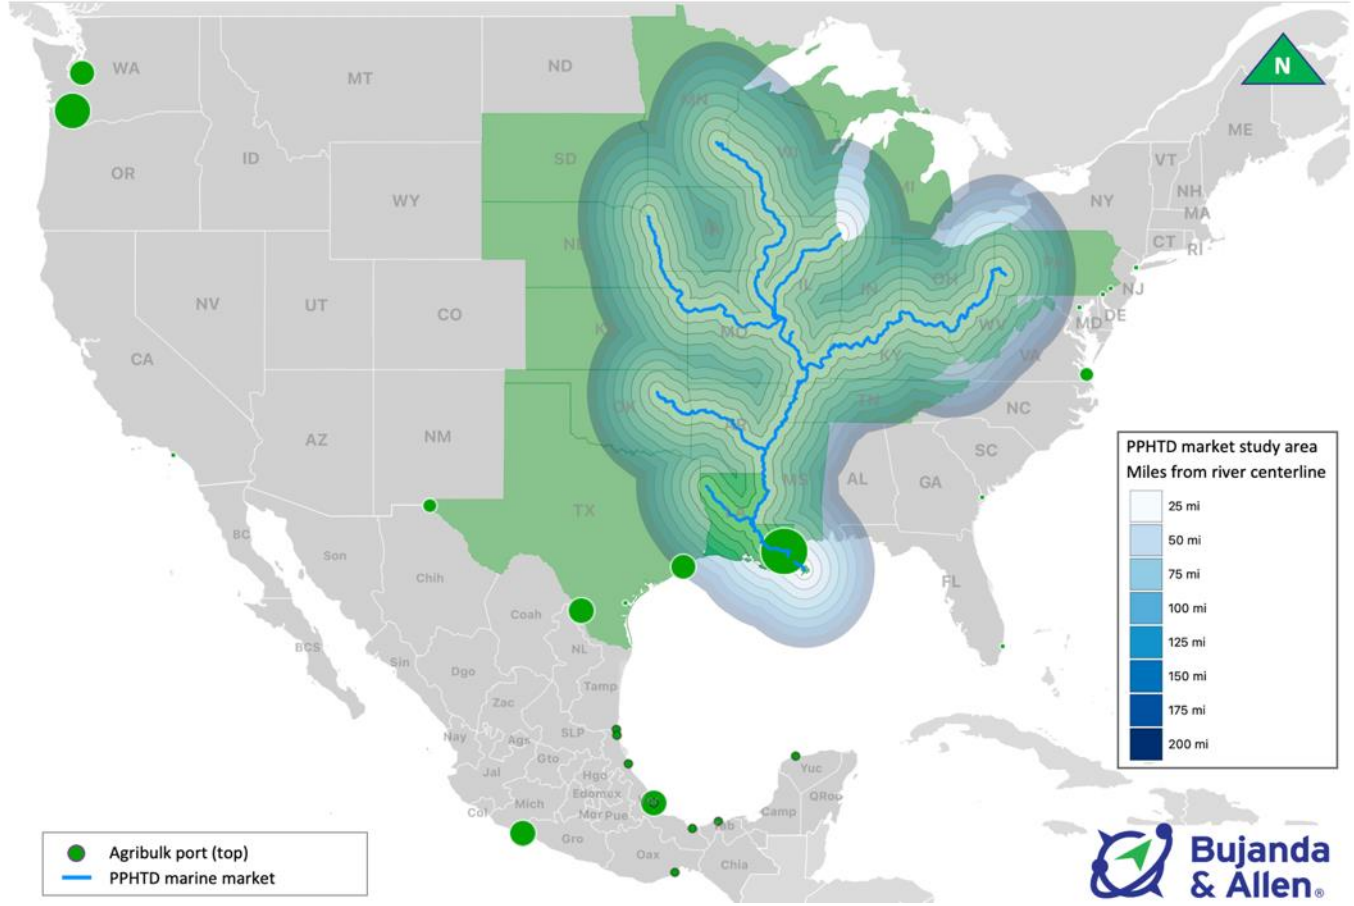 N
WA
MT
ND
MN
ME
VT
NH
OR
ID
SD
WI
MI
NY
MA
WY
CT
RI
NE
IA
PA
NV
UT
CO
IL
IN
OH
NJ
MD
DE
CA
KS
MO
WV
VA
KY
AZ
NM
OK
AR
TN
NC
SC
TX
LA
MS
AL
GA
FL
BC
Son
Chih
Coah
BCS
Sin
NL
Dgo
Tamp
Zac
Nay
Ags
SLP
Gto
Jal
Hgo
Yuc
Edomex
QRoo
Col
Mich
Mor
Pue
Camp
Tab
Gro
Oax
Chia
PPHTD market study area
Miles from river centerline
25 mi
50 mi
75 mi
100 mi
125 mi
150 mi
175 mi
200 mi
Agribulk port (top)
PPHTD marine market
Bujanda
& Allen®